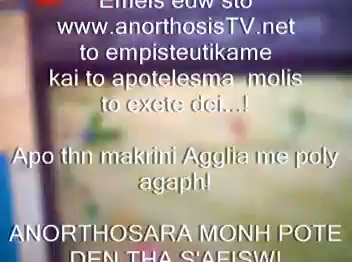 Emeis edw sto
www.anorthosisTV.net
to empisteutikame
kai to apotelesma molis
to exete dei...!
Apo thn makrini Agglia me poly
agaph!
ANORTHOSARA MONH POTE
DEN THA S'AFISW!